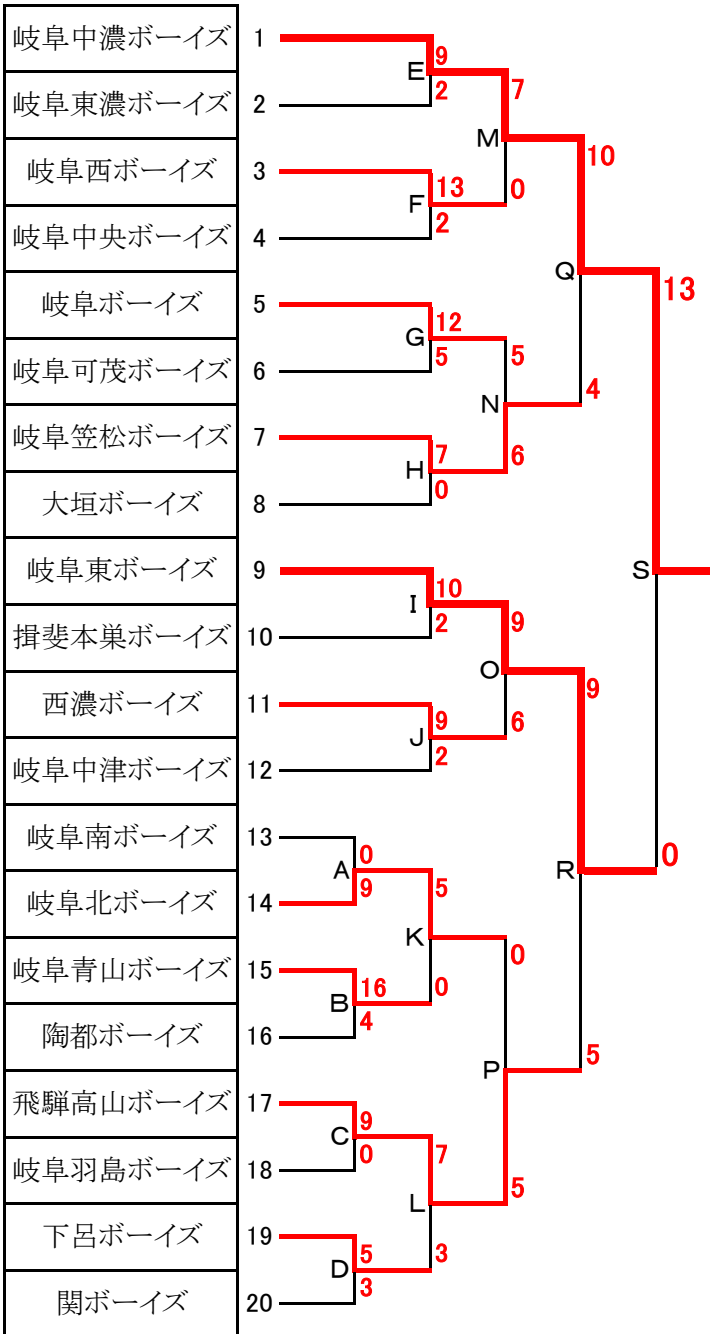 岐阜中濃ボーイズ 1
岐阜東濃ボーイズ 2
岐阜西ボーイズ 3
岐阜中央ボーイズ 4
岐阜ボーイズ 5
岐阜可茂ボーイズ 6
岐阜笠松ボーイズ 7
大垣ボーイズ 8
岐阜東ボーイズ 9
揖斐本巣ボーイズ 10
西濃ボーイズ 11
岐阜中津ボーイズ 12
岐阜南ボーイズ 13
岐阜北ボーイズ 14
岐阜青山ボーイズ 15
陶都ボーイズ 16
飛騨高山ボーイズ 17
岐阜羽島ボーイズ 18
下呂ボーイズ 19
関ボーイズ 20
A 0 9
B 16 4
C 9 0
D 5 3
E 9 2
F 13 2
G 12 5
H 7 0
I 10 2
J 9 2
K 5 0
L 7 3
M 7 0
N 5 6
O 9 6
P 0 5
Q 10 4
R 9 5
S 13 0